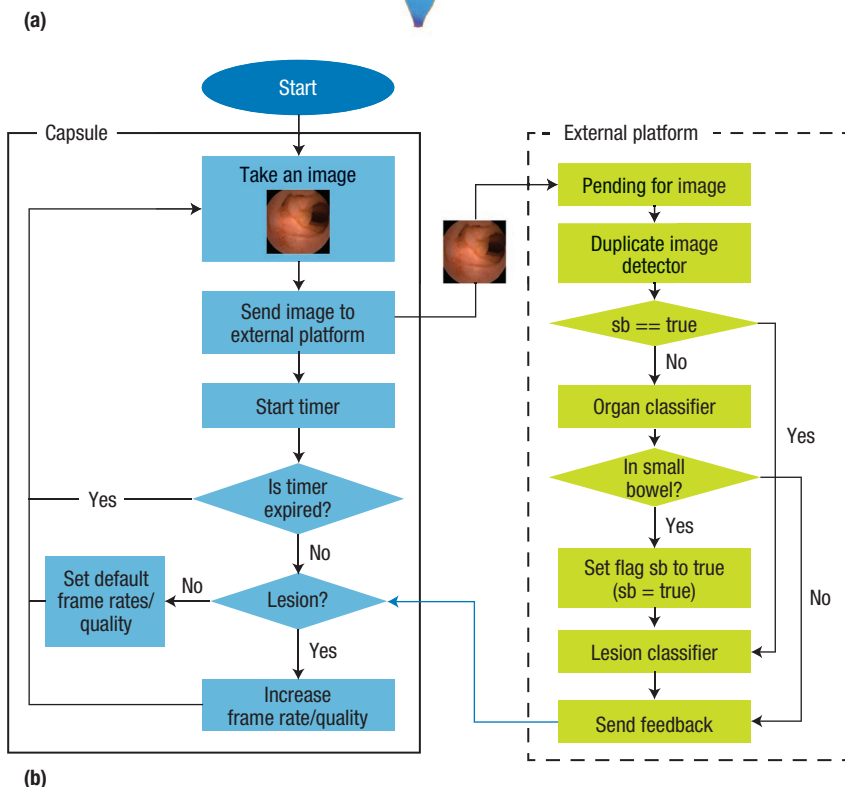 (a)
Start
Capsule
Take an image
Send image to
external platform
Start timer
Is timer
expired?
Yes
No
Lesion?
No
Set default
frame rates/
quality
Yes
Increase
frame rate/quality
External platform
Pending for image
Duplicate image
detector
sb == true
No
Yes
Organ classifier
In small
bowel?
Yes
No
Set flag sb to true
(sb = true)
Lesion classifier
Send feedback
(b)